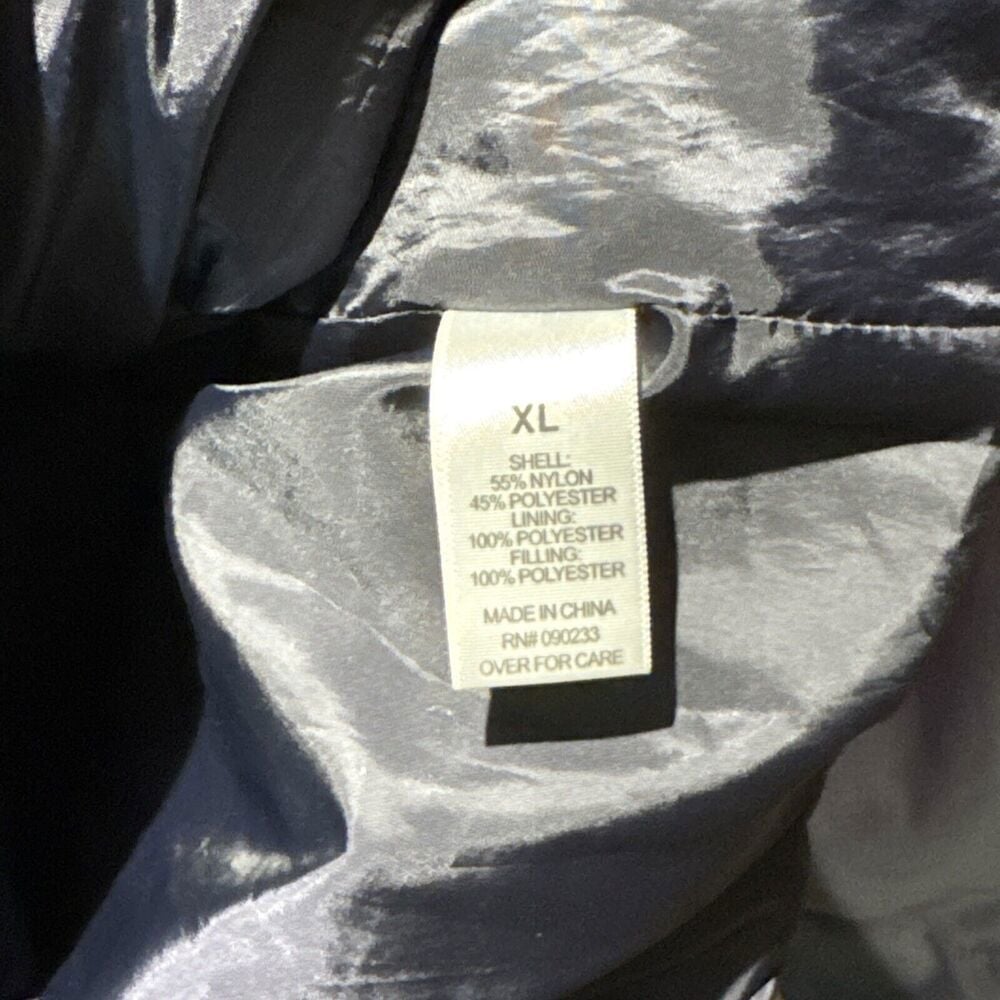 XL
SHELL:
55% NYLON
45% POLYESTER
LINING:
100% POLYESTER
FILLING:
100% POLYESTER
MADE IN CHINA
RN# 090233
OVER FOR CARE